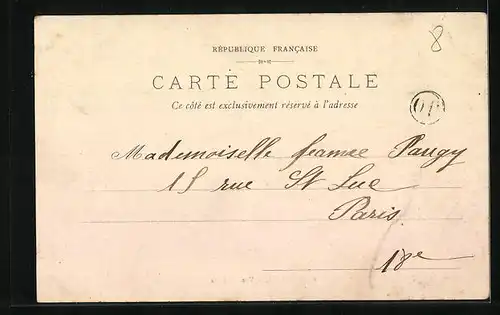 8
RÉPUBLIQUE FRANÇAISE
CARTE POSTALE
Ce côté est exclusivement réservé à l'adresse
Mademoiselle Jeanne
15 rue St Luc
Paris
18e